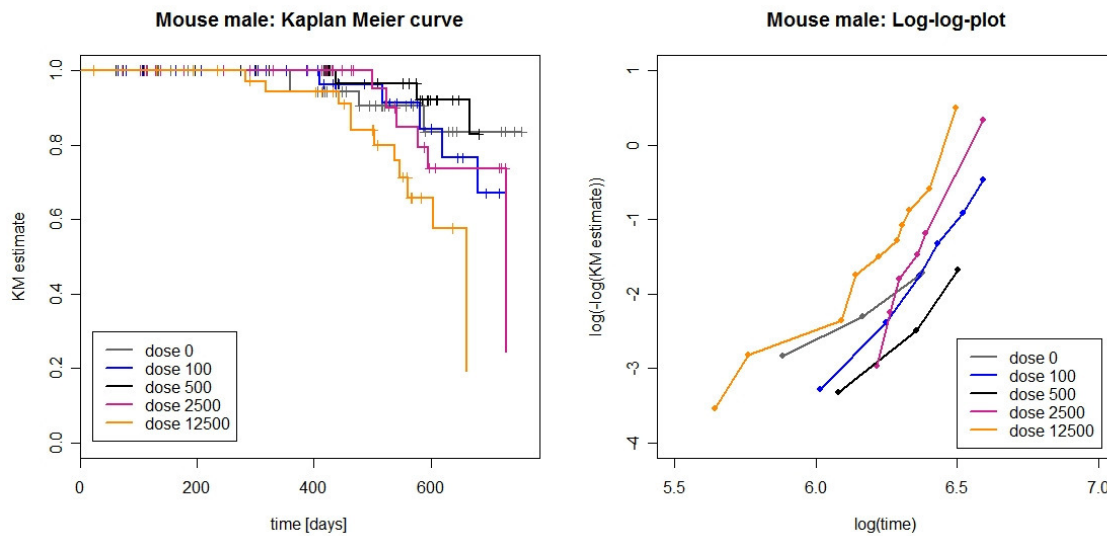 Mouse male: Kaplan Meier curve
KM estimate
1.0
0.8
0.6
0.4
0.2
0.0
dose 0
dose 100
dose 500
dose 2500
dose 12500
0
200
400
600
time [days]
Mouse male: Log-log-plot
log(-log(KM estimate))
1
0
-1
-2
-3
-4
dose 0
dose 100
dose 500
dose 2500
dose 12500
5.5
6.0
6.5
7.0
log(time)